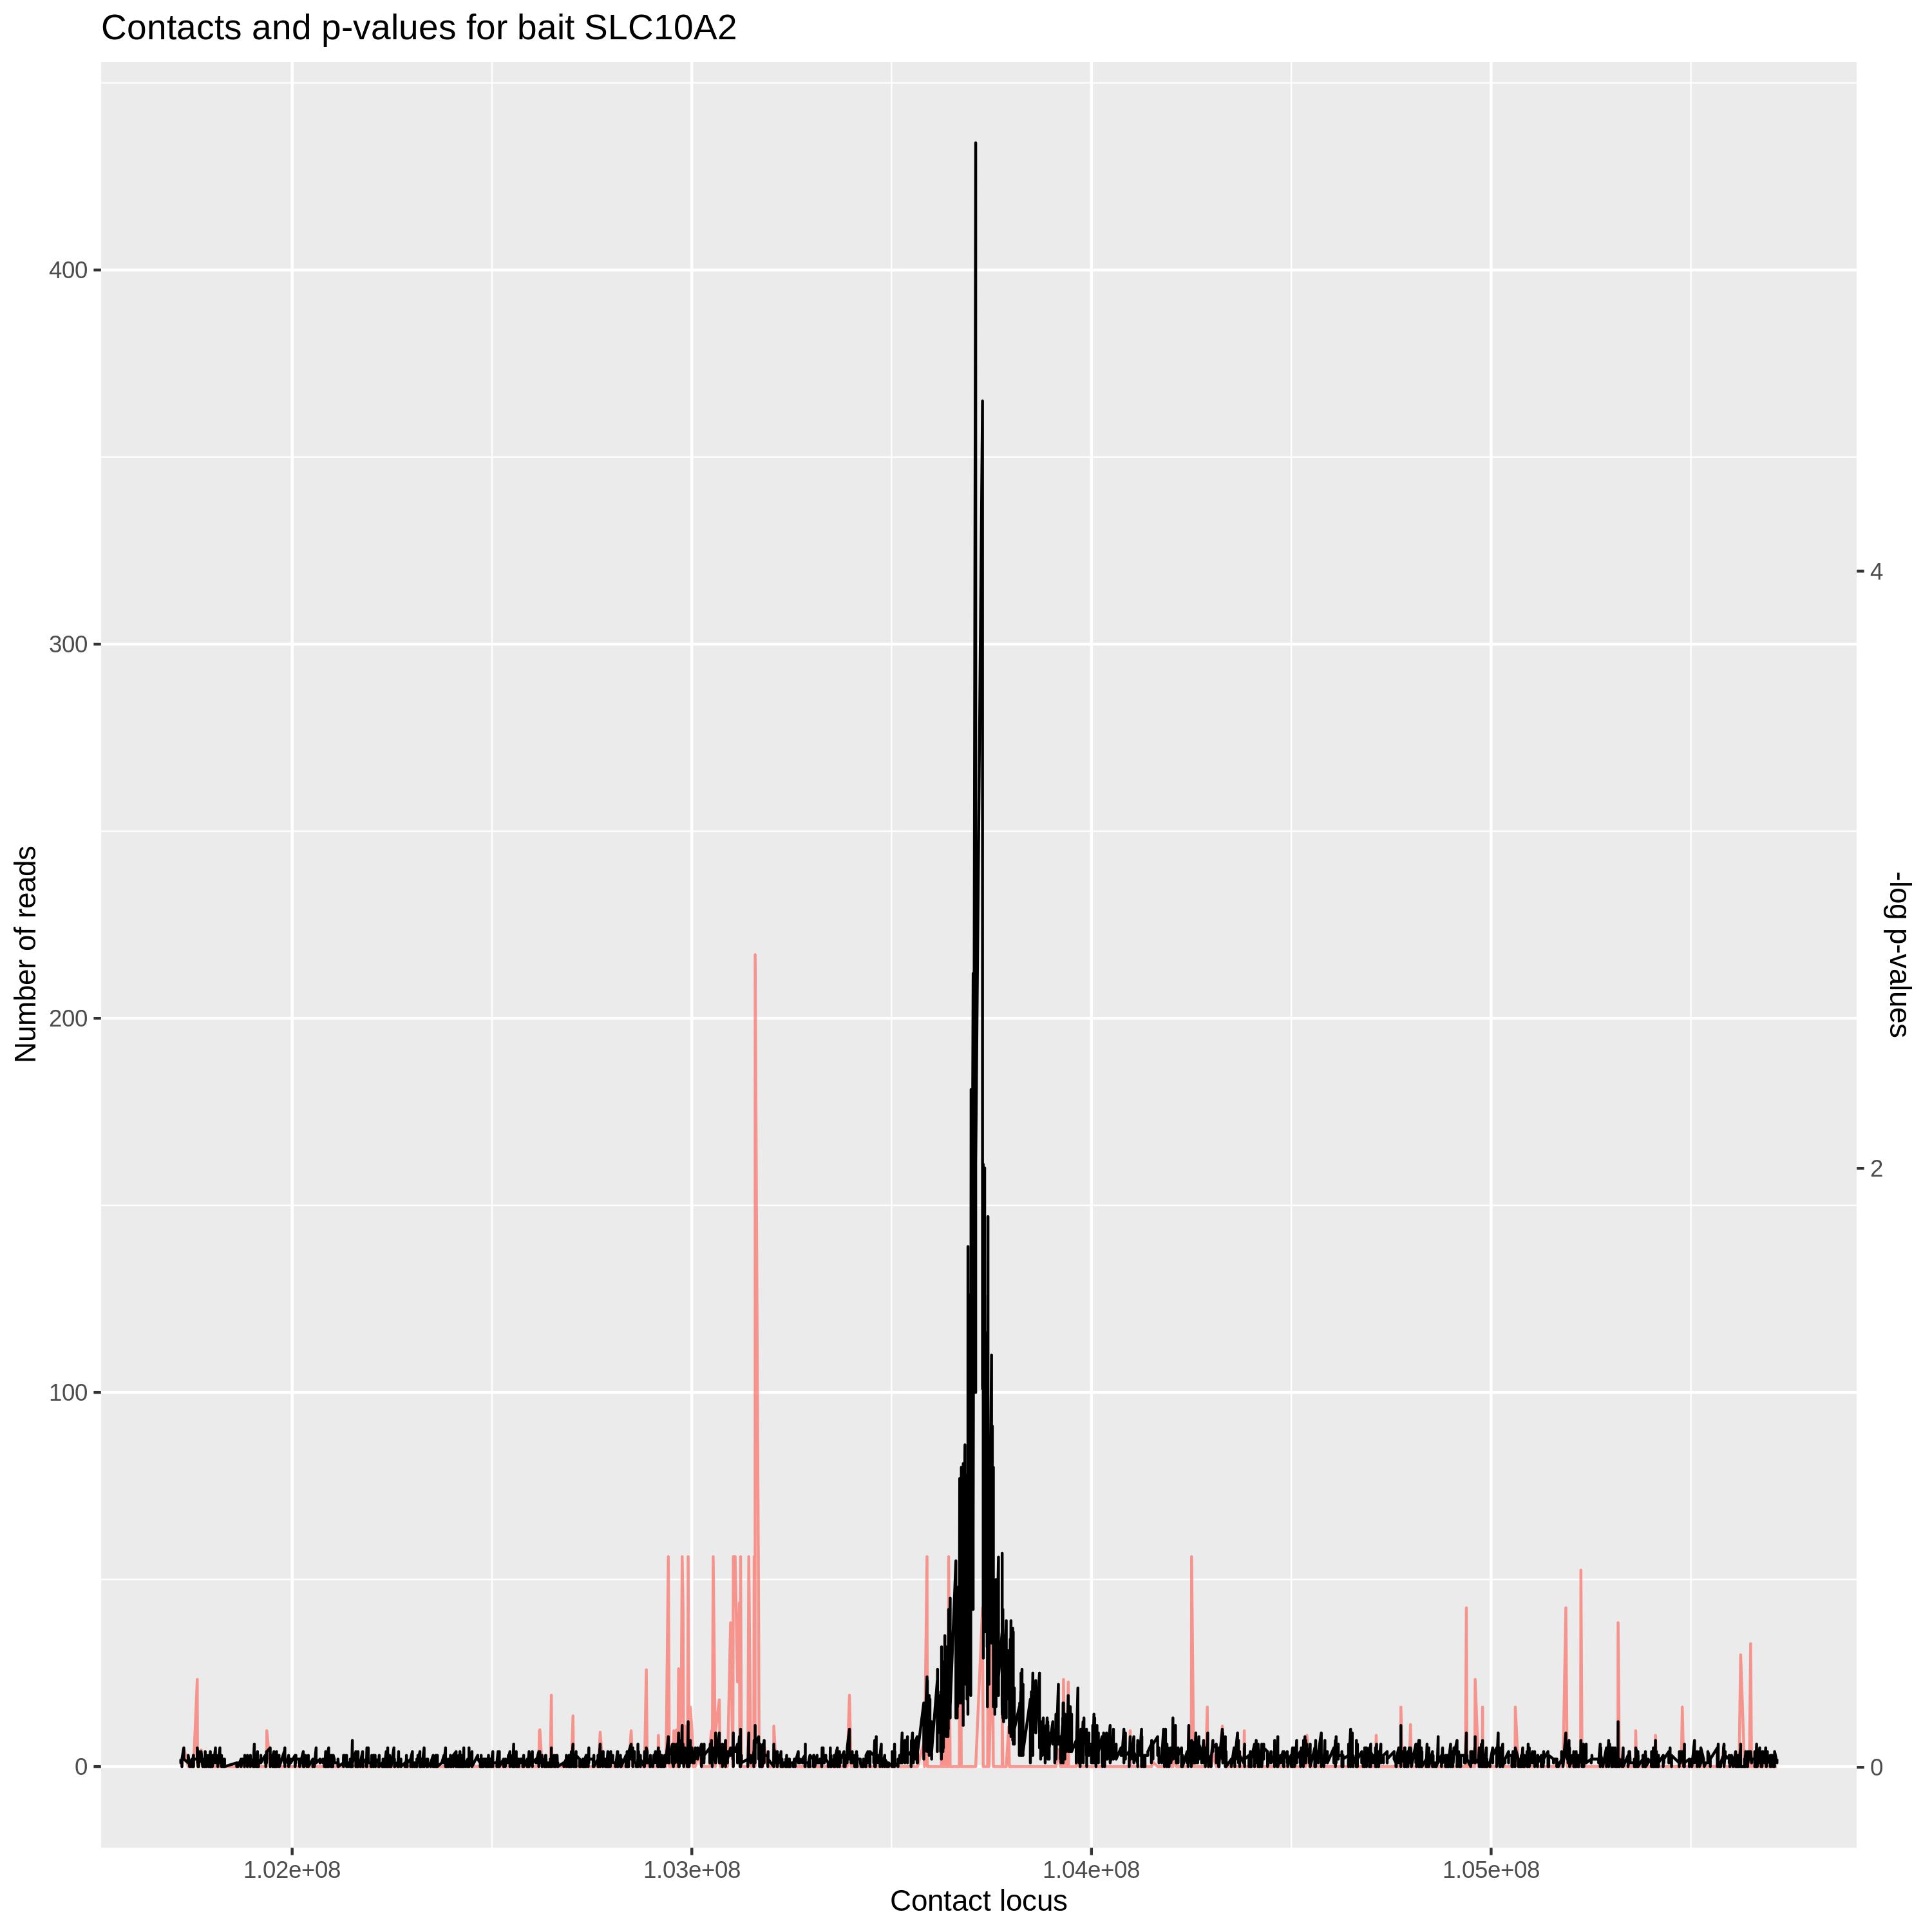 Contacts and p-values for bait SLC10A2
400
300
200
100
0
Number of reads
4
2
0
-log p-values
1.02e+08 1.03e+08 1.04e+08 1.05e+08
Contact locus